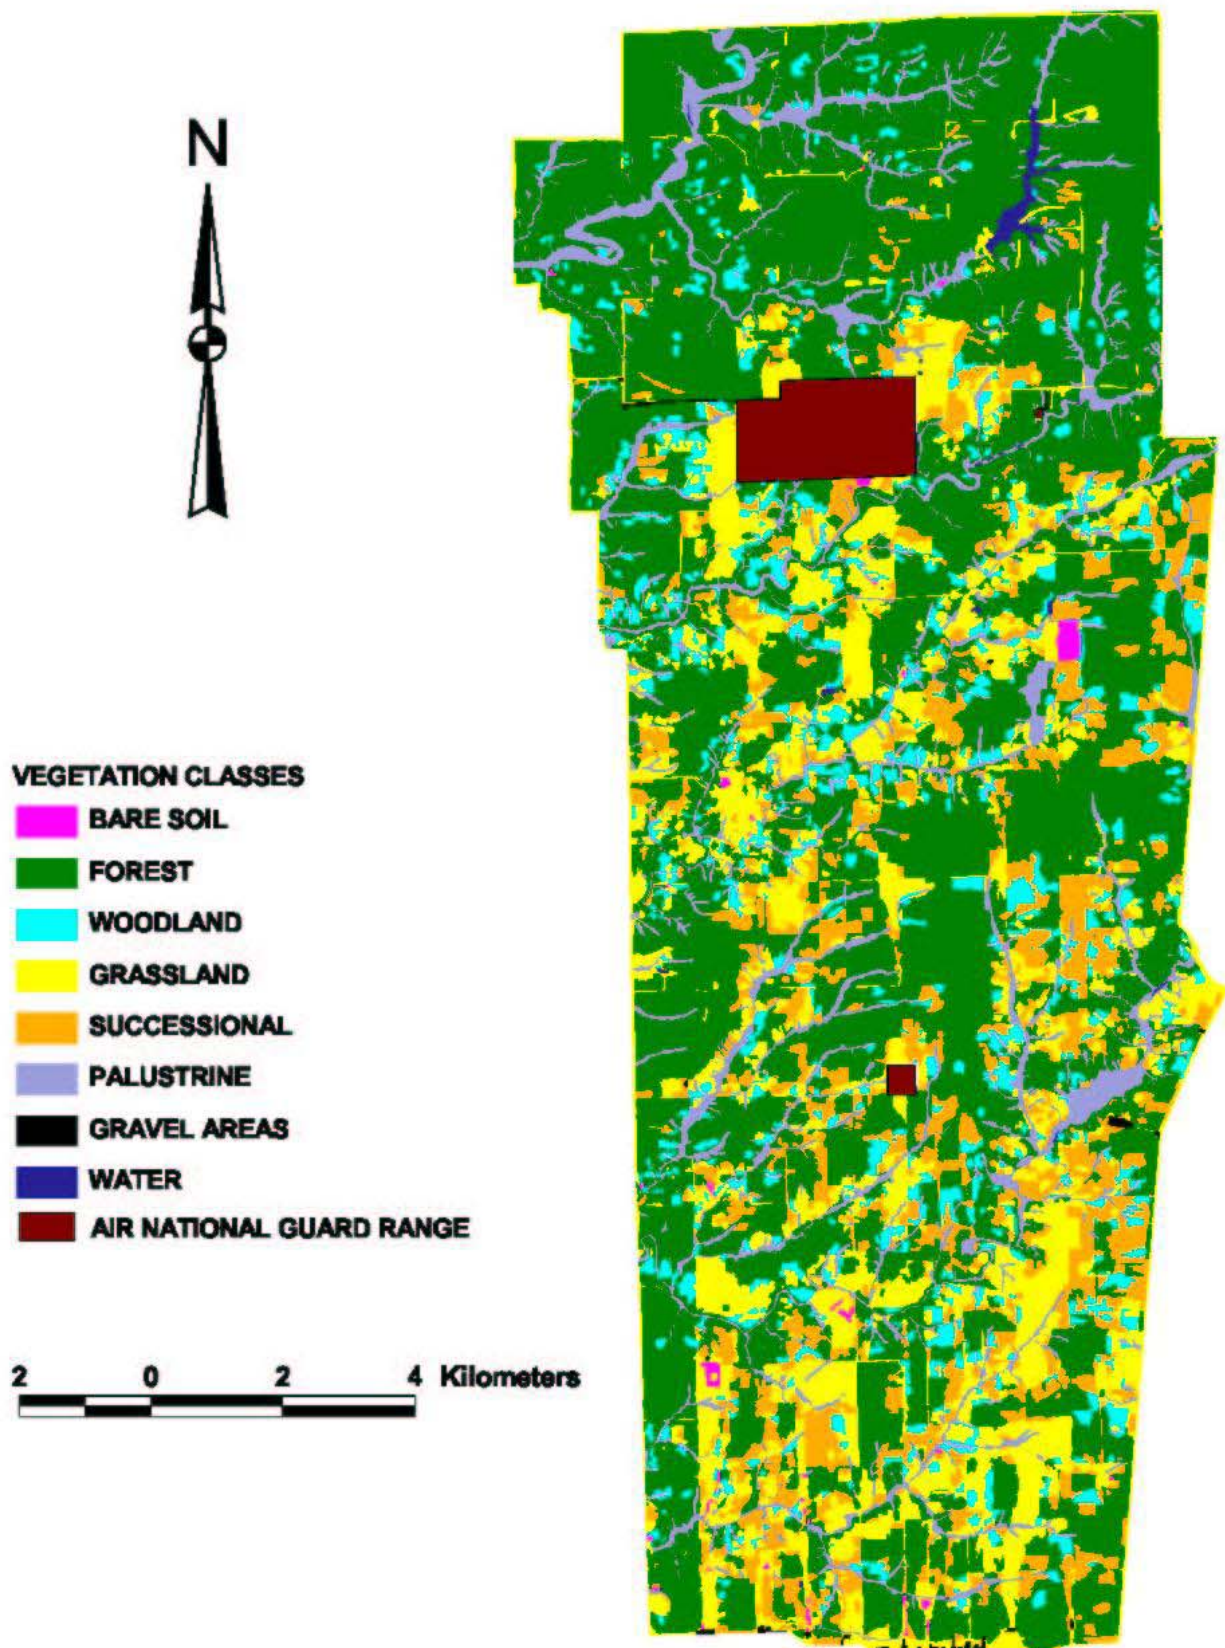 N
VEGETATION CLASSES
BARE SOIL
FOREST
WOODLAND
GRASSLAND
SUCCESSIONAL
PALUSTRINE
GRAVEL AREAS
WATER
AIR NATIONAL GUARD RANGE
2 0 2 4 Kilometers